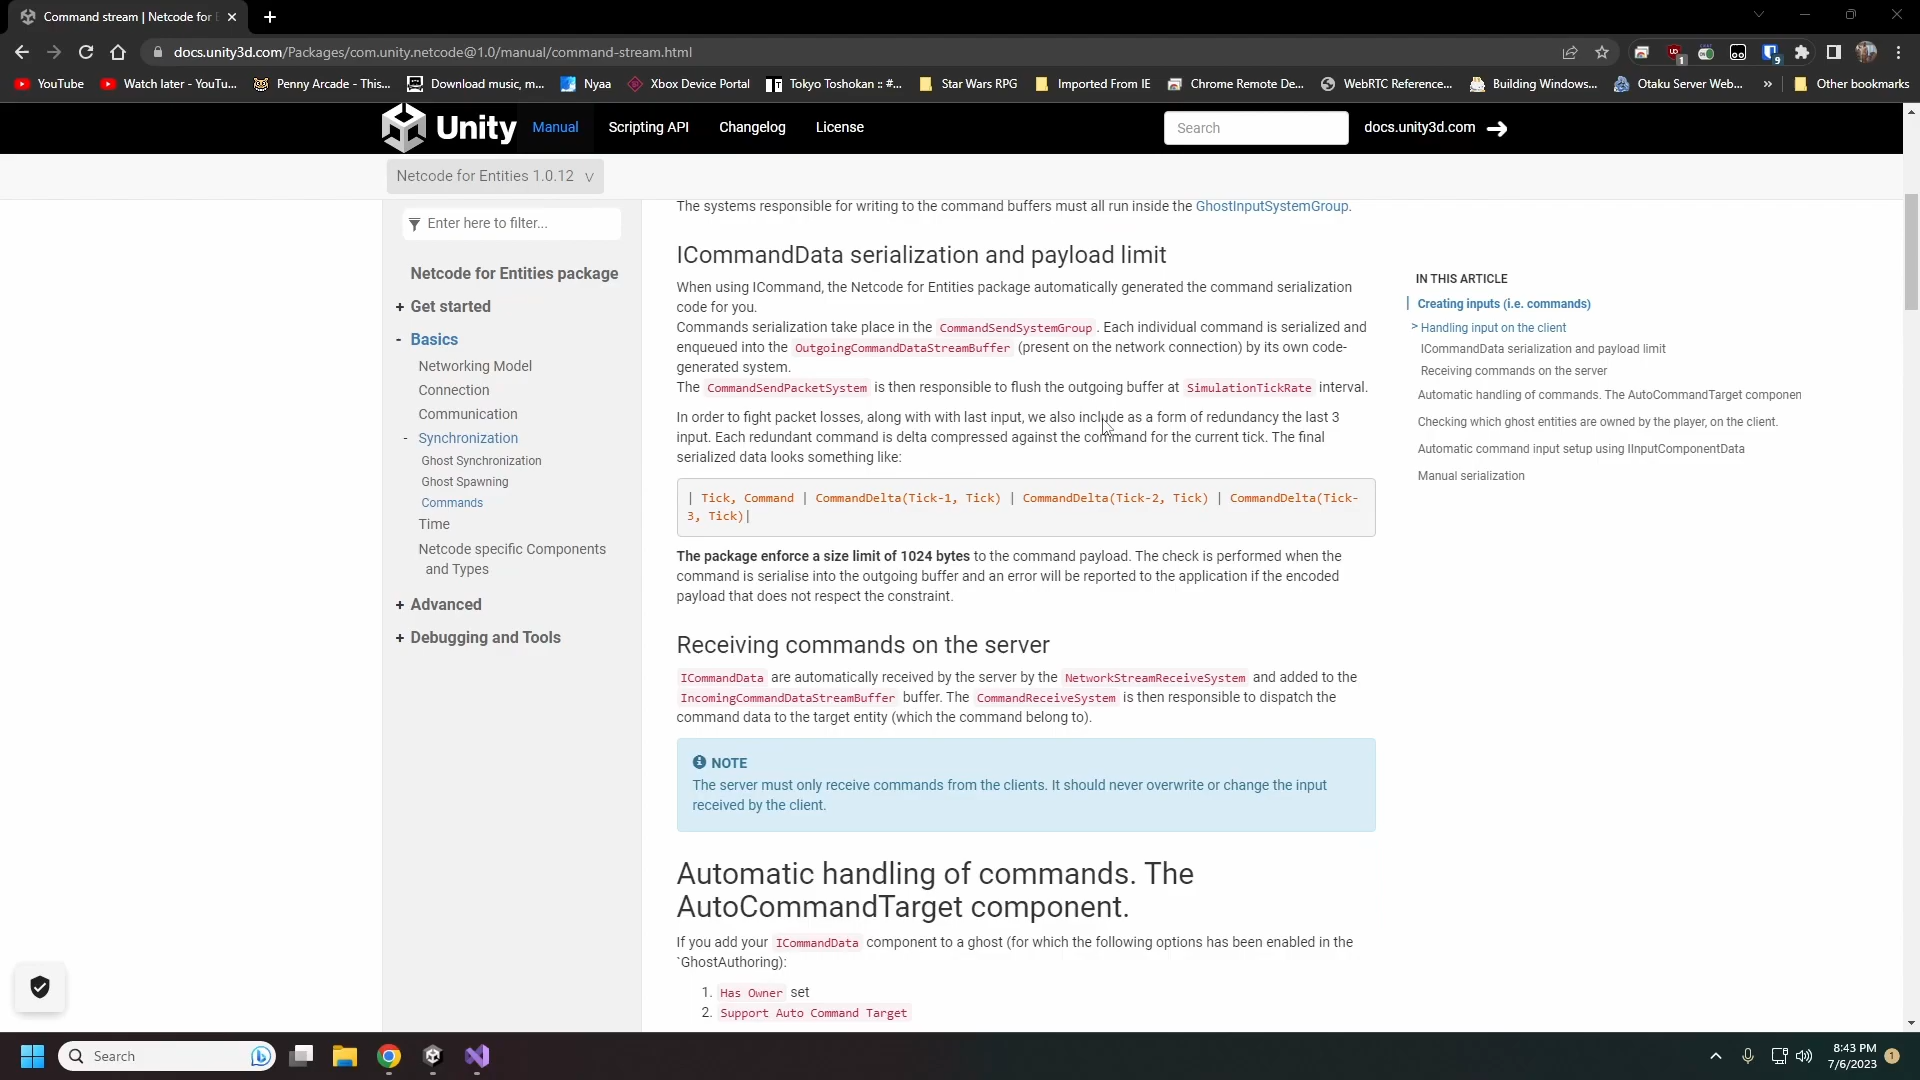 Command stream | Netcode for
docs.unity3d.com/Packages/com.unity.netcode@1.0/manual/command-stream.html
1
9
YouTube
Watch later - YouTu...
Penny Arcade - This...
Download music, m...
Nyaa
Xbox Device Portal
Tokyo Toshokan :: #...
Star Wars RPG
Imported From IE
Chrome Remote De...
WebRTC Reference...
Building Windows...
Otaku Server Web...
»
Other bookmarks
Unity
Manual
Scripting API
Changelog
License
Search
docs.unity3d.com
Netcode for Entities 1.0.12
Enter here to filter...
Netcode for Entities package
+ Get started
- Basics
Networking Model
Connection
Communication
- Synchronization
Ghost Synchronization
Ghost Spawning
Commands
Time
Netcode specific Components
and Types
+ Advanced
+ Debugging and Tools
The systems responsible for writing to the command buffers must all run inside the GhostInputSystemGroup.
ICommandData serialization and payload limit
When using ICommand, the Netcode for Entities package automatically generated the command serialization
code for you.
Commands serialization take place in the CommandSendSystemGroup . Each individual command is serialized and
enqueued into the OutgoingCommandDataStreamBuffer (present on the network connection) by its own code-
generated system.
The CommandSendPacketSystem is then responsible to flush the outgoing buffer at SimulationTickRate interval.
In order to fight packet losses, along with with last input, we also include as a form of redundancy the last 3
input. Each redundant command is delta compressed against the command for the current tick. The final
serialized data looks something like:
| Tick, Command | CommandDelta(Tick-1, Tick) | CommandDelta(Tick-2, Tick) | CommandDelta(Tick-
3, Tick)|
The package enforce a size limit of 1024 bytes to the command payload. The check is performed when the
command is serialise into the outgoing buffer and an error will be reported to the application if the encoded
payload that does not respect the constraint.
Receiving commands on the server
ICommandData are automatically received by the server by the NetworkStreamReceiveSystem and added to the
IncomingCommandDataStreamBuffer buffer. The CommandReceiveSystem is then responsible to dispatch the
command data to the target entity (which the command belong to).
NOTE
The server must only receive commands from the clients. It should never overwrite or change the input
received by the client.
Automatic handling of commands. The
AutoCommandTarget component.
If you add your ICommandData component to a ghost (for which the following options has been enabled in the
`GhostAuthoring):
1. Has Owner set
2. Support Auto Command Target
IN THIS ARTICLE
Creating inputs (i.e. commands)
> Handling input on the client
ICommandData serialization and payload limit
Receiving commands on the server
Automatic handling of commands. The AutoCommandTarget componen
Checking which ghost entities are owned by the player, on the client.
Automatic command input setup using IInputComponentData
Manual serialization
Search
8:43 PM
7/6/2023
1